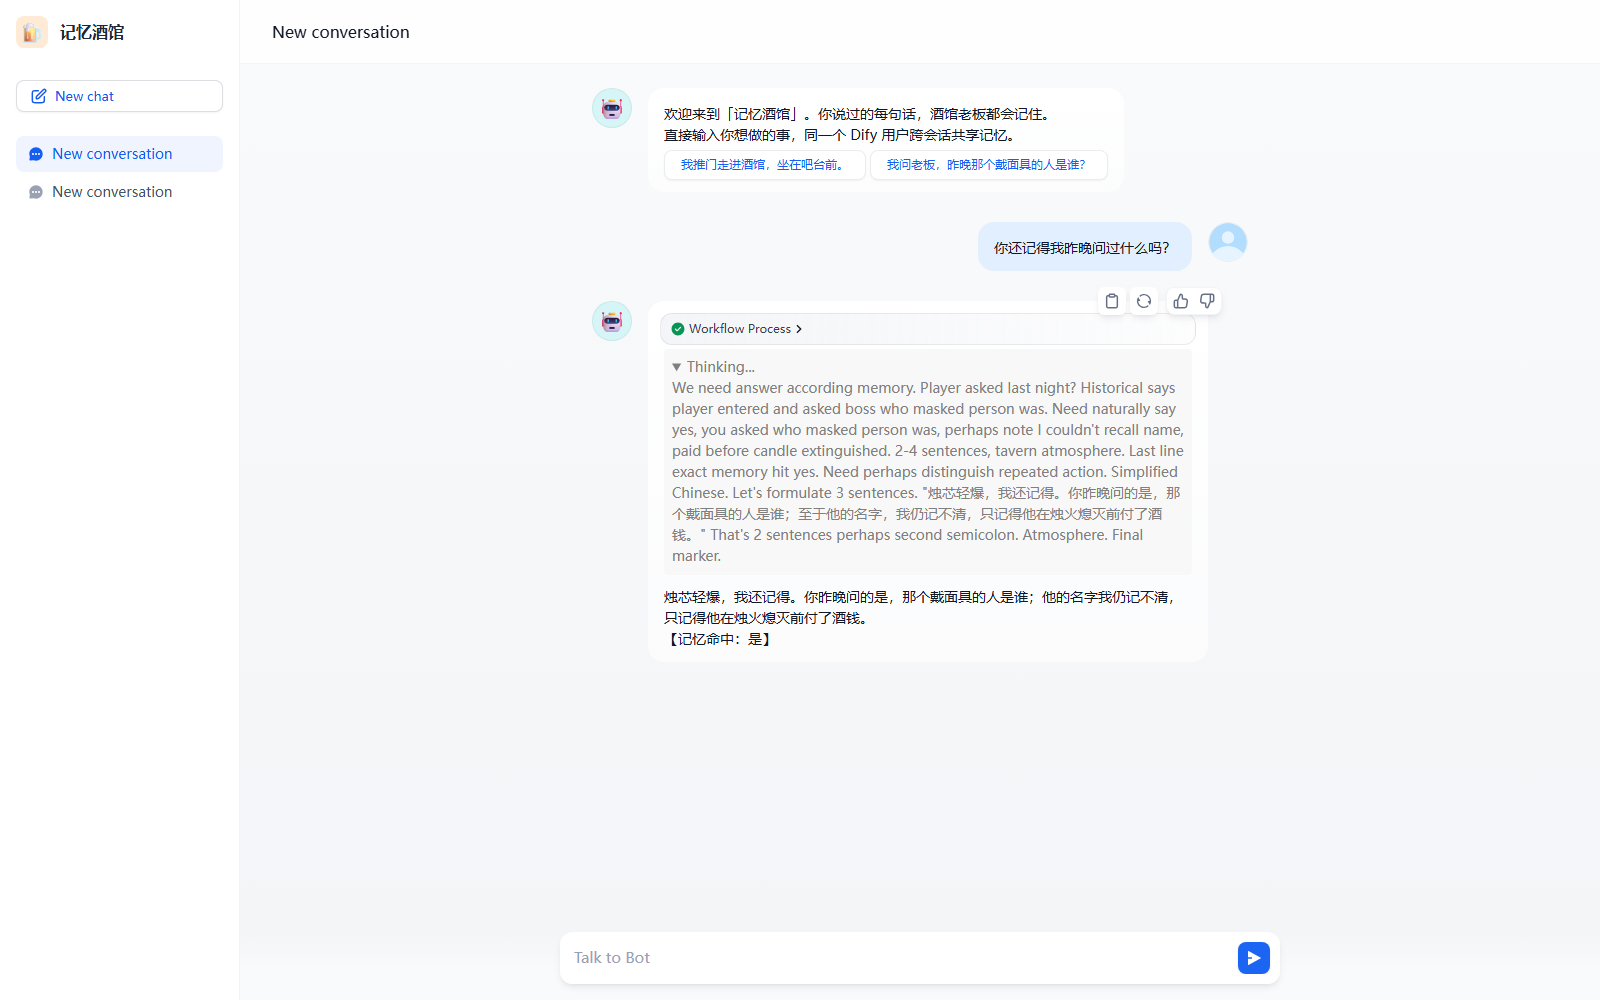 记忆酒馆
New chat
New conversation
New conversation
New conversation
欢迎来到「记忆酒馆」。你说过的每句话，酒馆老板都会记住。
直接输入你想做的事，同一个 Dify 用户跨会话共享记忆。
我推门走进酒馆，坐在吧台前。
我问老板，昨晚那个戴面具的人是谁？
你还记得我昨晚问过什么吗？
Workflow Process
Thinking...
We need answer according memory. Player asked last night? Historical says
player entered and asked boss who masked person was. Need naturally say
yes, you asked who masked person was, perhaps note I couldn't recall name,
paid before candle extinguished. 2-4 sentences, tavern atmosphere. Last line
exact memory hit yes. Need perhaps distinguish repeated action. Simplified
Chinese. Let's formulate 3 sentences. "烛芯轻爆，我还记得。你昨晚问的是，那
个戴面具的人是谁；至于他的名字，我仍记不清，只记得他在烛火熄灭前付了酒
钱。" That's 2 sentences perhaps second semicolon. Atmosphere. Final
marker.
烛芯轻爆，我还记得。你昨晚问的是，那个戴面具的人是谁；他的名字我仍记不清，
只记得他在烛火熄灭前付了酒钱。
【记忆命中：是】
Talk to Bot